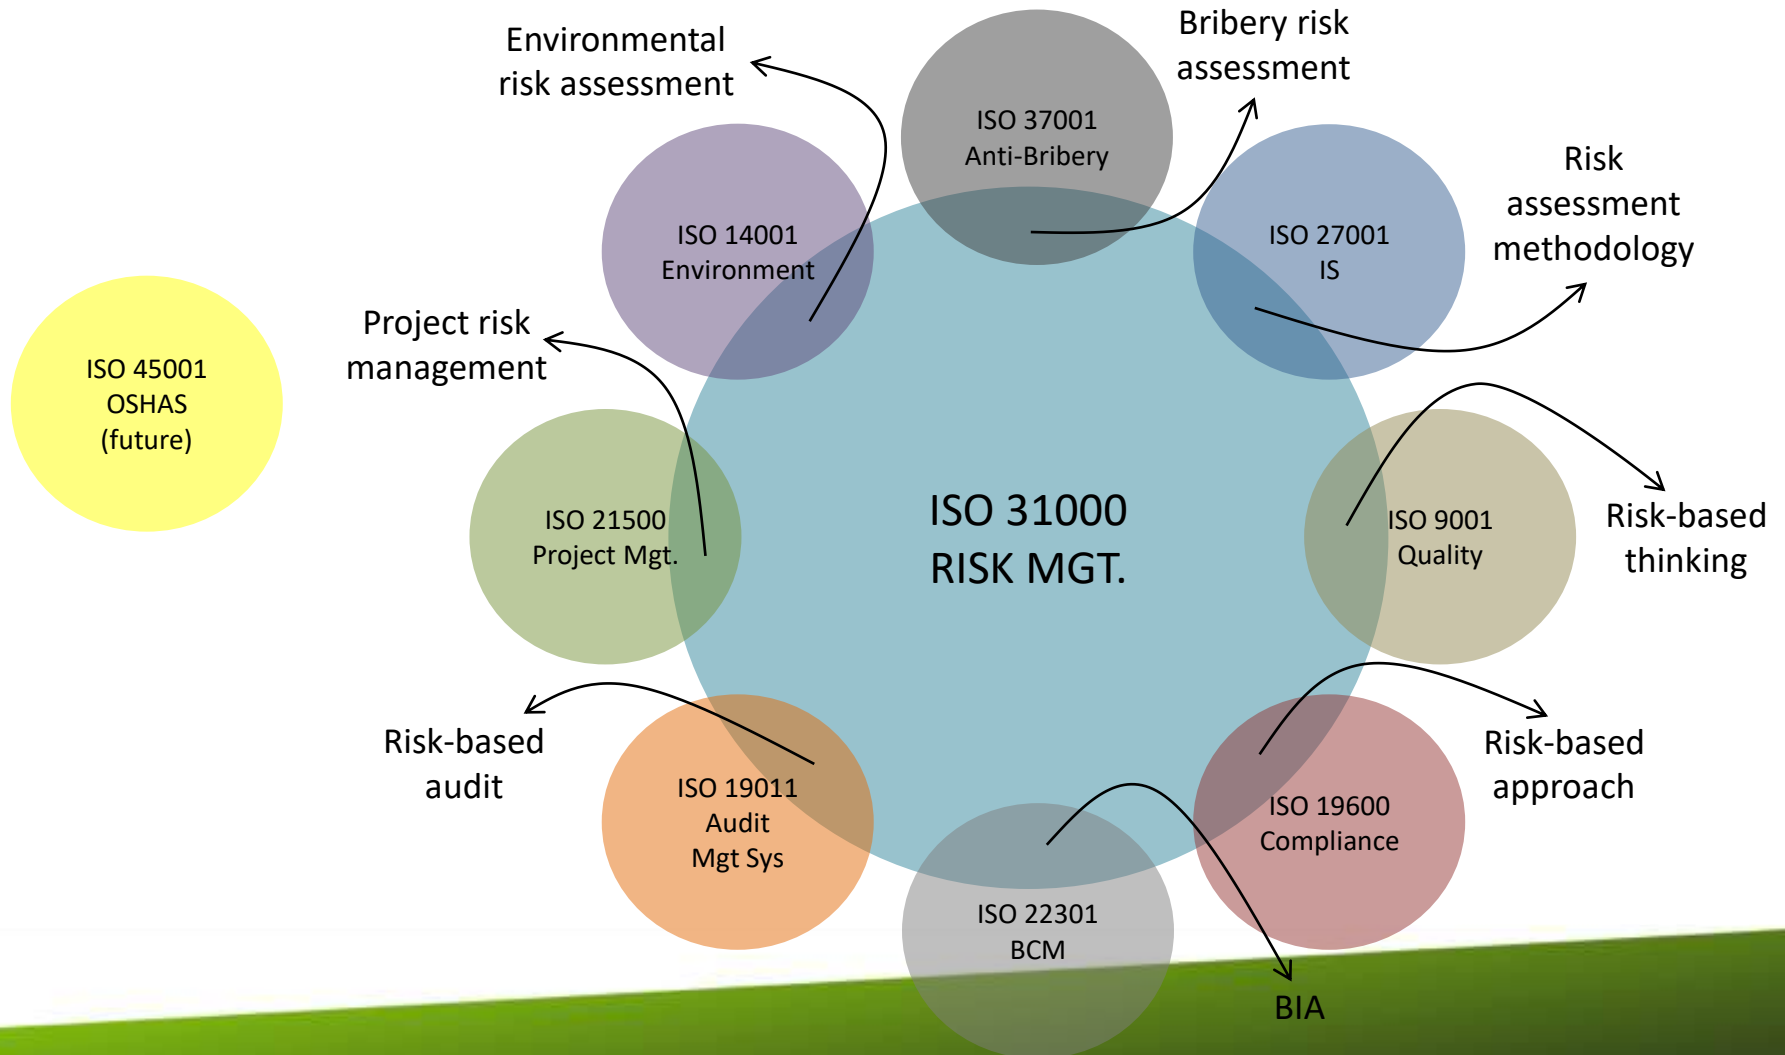 Environmental
risk assessment
Bribery risk
assessment
ISO 37001
Anti-Bribery
Risk
assessment
methodology
ISO 14001
Environment
ISO 27001
IS
Project risk
management
ISO 45001
OSHAS
(future)
ISO 31000
RISK MGT.
ISO 21500
Project Mgt.
ISO 9001
Quality
Risk-based
thinking
Risk-based
audit
Risk-based
approach
ISO 19011
Audit
Mgt Sys
ISO 19600
Compliance
ISO 22301
BCM
BIA